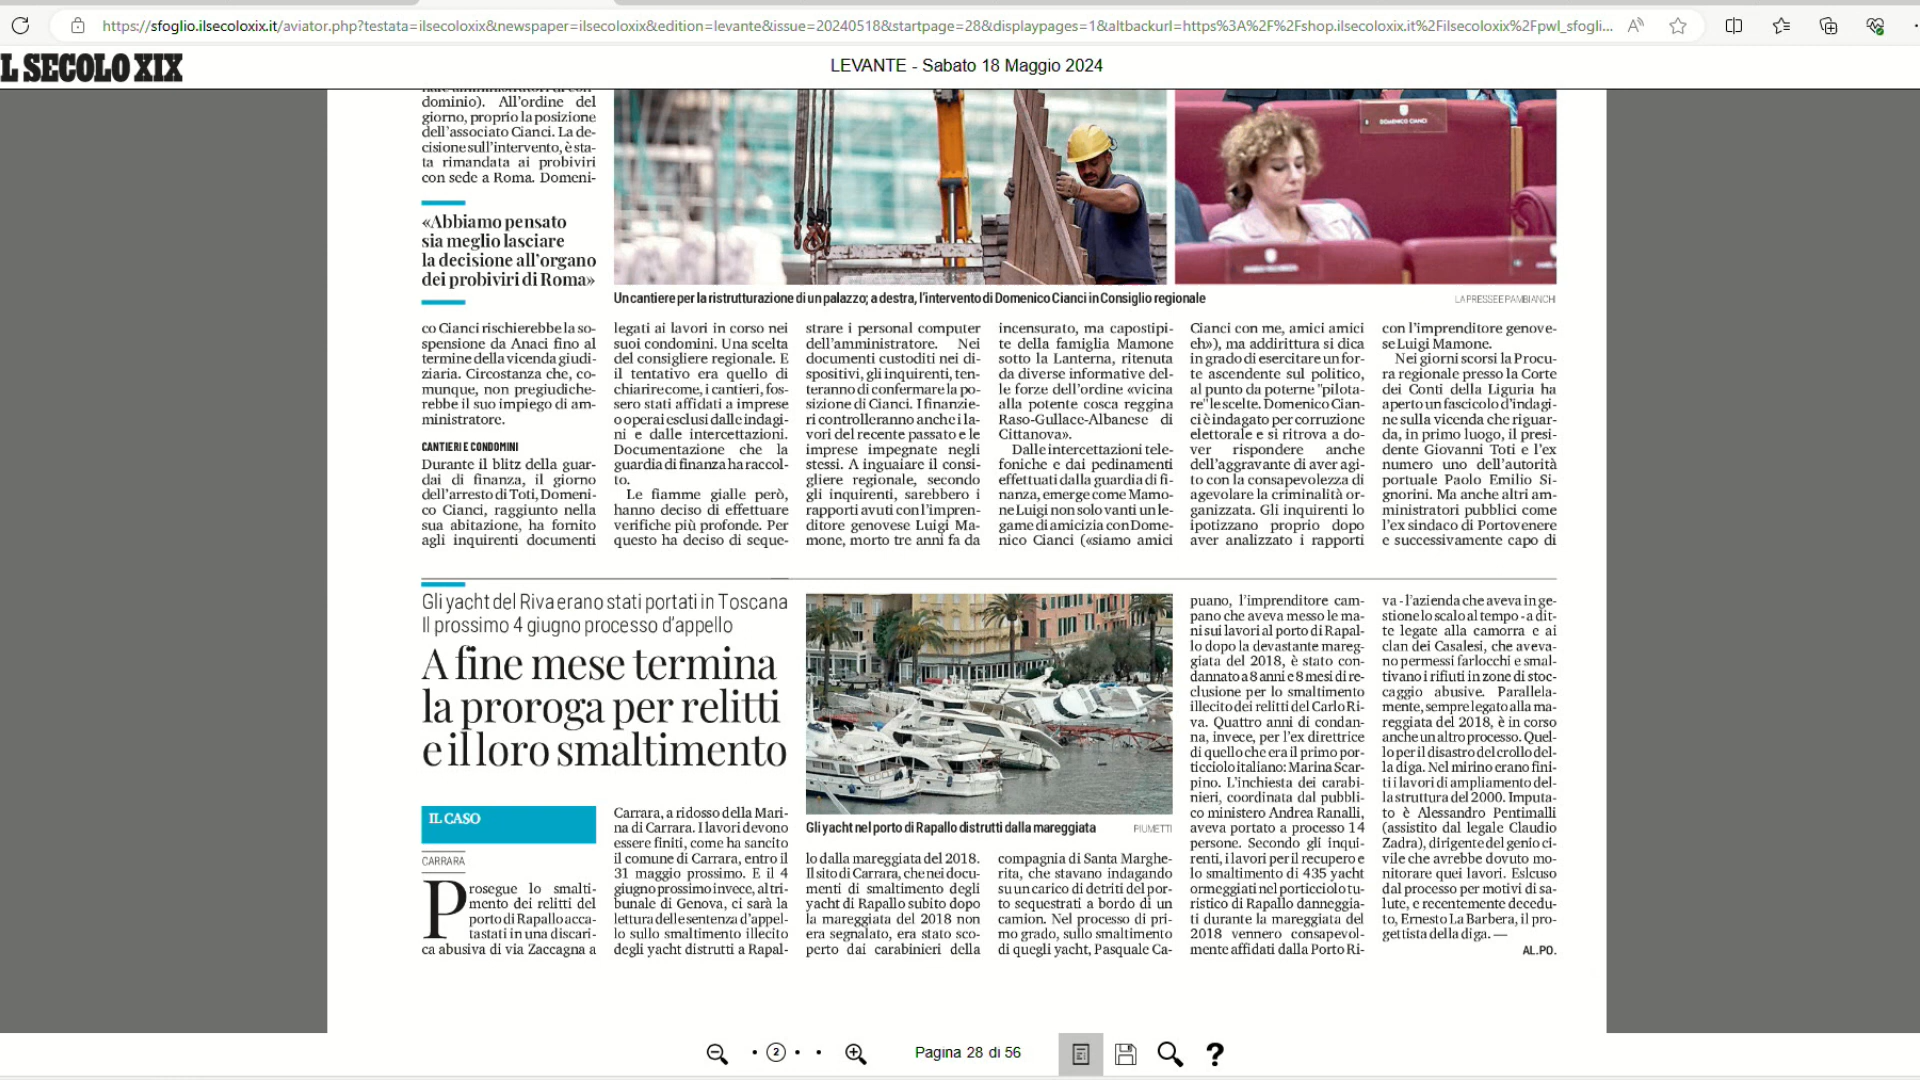 https://sfoglio.ilsecoloxix.it/aviator.php?testata=ilsecoloxix&newspaper=ilsecoloxix&edition=levante&issue=20240518&startpage=28&displaypages=1&altbackurl=https%3A%2F%2Fshop.ilsecoloxix.it%2Filsecoloxix%2Fpwl_sfogli...
L SECOLO XIX
LEVANTE - Sabato 18 Maggio 2024
dominio). All'ordine del
giorno, proprio la posizione
dell'associato Cianci. La de-
cisione sull'intervento, è sta-
ta rimandata ai probiviri
con sede a Roma. Domeni-
«Abbiamo pensato
sia meglio lasciare
la decisione all'organo
dei probiviri di Roma»
DOMENICO CIANCI
Un cantiere per la ristrutturazione di un palazzo; a destra, l'intervento di Domenico Cianci in Consiglio regionale
LAPRESSE E PAMBIANCHI
co Cianci rischierebbe la so-
spensione da Anaci fino al
termine della vicenda giudi-
ziaria. Circostanza che, co-
munque, non pregiudiche-
rebbe il suo impiego di am-
ministratore.
CANTIERI E CONDOMINI
Durante il blitz della guar-
dai di finanza, il giorno
dell'arresto di Toti, Domeni-
co Cianci, raggiunto nella
sua abitazione, ha fornito
agli inquirenti documenti
legati ai lavori in corso nei
suoi condomini. Una scelta
del consigliere regionale. E
il tentativo era quello di
chiarire come, i cantieri, fos-
sero stati affidati a imprese
o operai esclusi dalle indagi-
ni e dalle intercettazioni.
Documentazione che la
guardia di finanza ha raccol-
to.
Le fiamme gialle però,
hanno deciso di effettuare
verifiche più profonde. Per
questo ha deciso di seque-
strare i personal computer
dell'amministratore. Nei
documenti custoditi nei di-
spositivi, gli inquirenti, ten-
teranno di confermare la po-
sizione di Cianci. I finanzie-
ri controlleranno anche i la-
vori del recente passato e le
imprese impegnate negli
stessi. A inguaiare il consi-
gliere regionale, secondo
gli inquirenti, sarebbero i
rapporti avuti con l'impren-
ditore genovese Luigi Ma-
mone, morto tre anni fa da
incensurato, ma capostipi-
te della famiglia Mamone
sotto la Lanterna, ritenuta
da diverse informative del-
le forze dell'ordine «vicina
alla potente cosca reggina
Raso-Gullace-Albanese di
Cittanova».
Dalle intercettazioni tele-
foniche e dai pedinamenti
effettuati dalla guardia di fi-
nanza, emerge come Mamo-
ne Luigi non solo vanti un le-
game di amicizia con Dome-
nico Cianci («siamo amici
Cianci con me, amici amici
eh»), ma addirittura si dica
in grado di esercitare un for-
te ascendente sul politico,
al punto da poterne "pilota-
re" le scelte. Domenico Cian-
ci è indagato per corruzione
elettorale e si ritrova a do-
ver rispondere anche
dell'aggravante di aver agi-
to con la consapevolezza di
agevolare la criminalità or-
ganizzata. Gli inquirenti lo
ipotizzano proprio dopo
aver analizzato i rapporti
con l'imprenditore genove-
se Luigi Mamone.
Nei giorni scorsi la Procu-
ra regionale presso la Corte
dei Conti della Liguria ha
aperto un fascicolo d'indagi-
ne sulla vicenda che riguar-
da, in primo luogo, il presi-
dente Giovanni Toti e l'ex
numero uno dell'autorità
portuale Paolo Emilio Si-
gnorini. Ma anche altri am-
ministratori pubblici come
l'ex sindaco di Portovenere
e successivamente capo di
Gli yacht del Riva erano stati portati in Toscana
Il prossimo 4 giugno processo d'appello
A fine mese termina
la proroga per relitti
e il loro smaltimento
IL CASO
CARRARA
Prosegue lo smalti-
mento dei relitti del
porto di Rapallo acca-
tastati in una discari-
ca abusiva di via Zaccagna a
Carrara, a ridosso della Mari-
na di Carrara. I lavori devono
essere finiti, come ha sancito
il comune di Carrara, entro il
31 maggio prossimo. E il 4
giugno prossimo invece, al tri-
bunale di Genova, ci sarà la
lettura delle sentenza d'appel-
lo sullo smaltimento illecito
degli yacht distrutti a Rapal-
Gli yacht nel porto di Rapallo distrutti dalla mareggiata
PIUMETTI
lo dalla mareggiata del 2018.
Il sito di Carrara, che nei docu-
menti di smaltimento degli
yacht di Rapallo subito dopo
la mareggiata del 2018 non
era segnalato, era stato sco-
perto dai carabinieri della
compagnia di Santa Marghe-
rita, che stavano indagando
su un carico di detriti del por-
to sequestrati a bordo di un
camion. Nel processo di pri-
mo grado, sullo smaltimento
di quegli yacht, Pasquale Ca-
puano, l'imprenditore cam-
pano che aveva messo le ma-
ni sui lavori al porto di Rapal-
lo dopo la devastante mareg-
giata del 2018, è stato con-
dannato a 8 anni e 8 mesi di re-
clusione per lo smaltimento
illecito dei relitti del Carlo Ri-
va. Quattro anni di condan-
na, invece, per l'ex direttrice
di quello che era il primo por-
ticciolo italiano: Marina Scar-
pino. L'inchiesta dei carabi-
nieri, coordinata dal pubbli-
co ministero Andrea Ranalli,
aveva portato a processo 14
persone. Secondo gli inqui-
renti, i lavori per il recupero e
lo smaltimento di 435 yacht
ormeggiati nel porticciolo tu-
ristico di Rapallo danneggia-
ti durante la mareggiata del
2018 vennero consapevol-
mente affidati dalla Porto Ri-
va - l'azienda che aveva in ge-
stione lo scalo al tempo - a dit-
te legate alla camorra e ai
clan dei Casalesi, che aveva-
no permessi farlocchi e smal-
tivano i rifiuti in zone di stoc-
caggio abusive. Parallela-
mente, sempre legato alla ma-
reggiata del 2018, è in corso
anche un altro processo. Quel-
lo per il disastro del crollo del-
la diga. Nel mirino erano fini-
ti i lavori di ampliamento del-
la struttura del 2000. Imputa-
to è Alessandro Pentimalli
(assistito dal legale Claudio
Zadra), dirigente del genio ci-
vile che avrebbe dovuto mo-
nitorare quei lavori. Eslcuso
dal processo per motivi di sa-
lute, e recentemente decedu-
to, Ernesto La Barbera, il pro-
gettista della diga. —
AL.PO.
2
Pagina 28 di 56
?